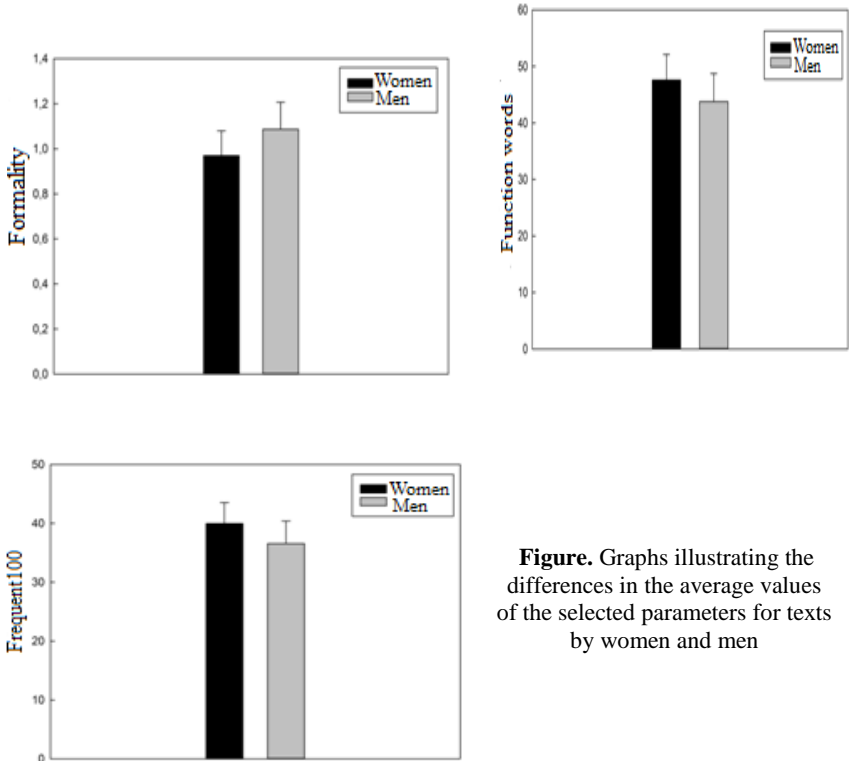 Formality
1,4
1,2
1,0
0,8
0,6
0,4
0,2
0,0
Women
Men
Function words
60
50
40
30
20
10
0
Women
Men
Frequent100
50
40
30
20
10
0
Women
Men
Figure. Graphs illustrating the
differences in the average values
of the selected parameters for texts
by women and men